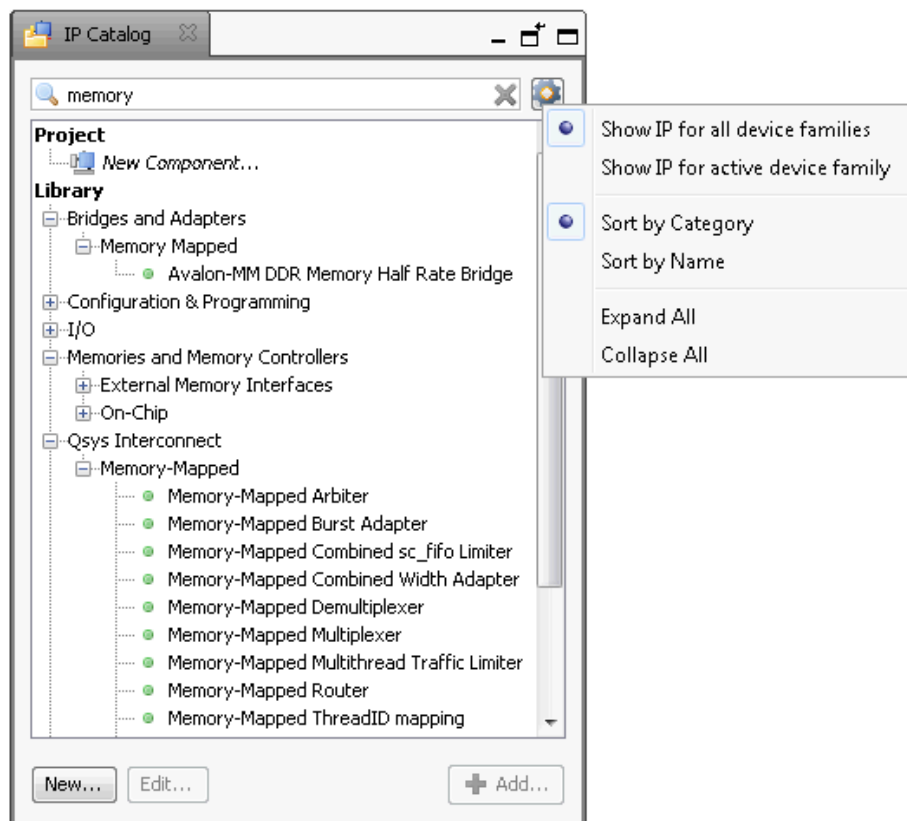 IP Catalog
memory
Project
New Component...
Library
Bridges and Adapters
Memory Mapped
Avalon-MM DDR Memory Half Rate Bridge
Configuration & Programming
I/O
Memories and Memory Controllers
External Memory Interfaces
On-Chip
Qsys Interconnect
Memory-Mapped
Memory-Mapped Arbiter
Memory-Mapped Burst Adapter
Memory-Mapped Combined sc_fifo Limiter
Memory-Mapped Combined Width Adapter
Memory-Mapped Demultiplexer
Memory-Mapped Multiplexer
Memory-Mapped Multithread Traffic Limiter
Memory-Mapped Router
Memory-Mapped ThreadID mapping
New...
Edit...
Add...
Show IP for all device families
Show IP for active device family
Sort by Category
Sort by Name
Expand All
Collapse All